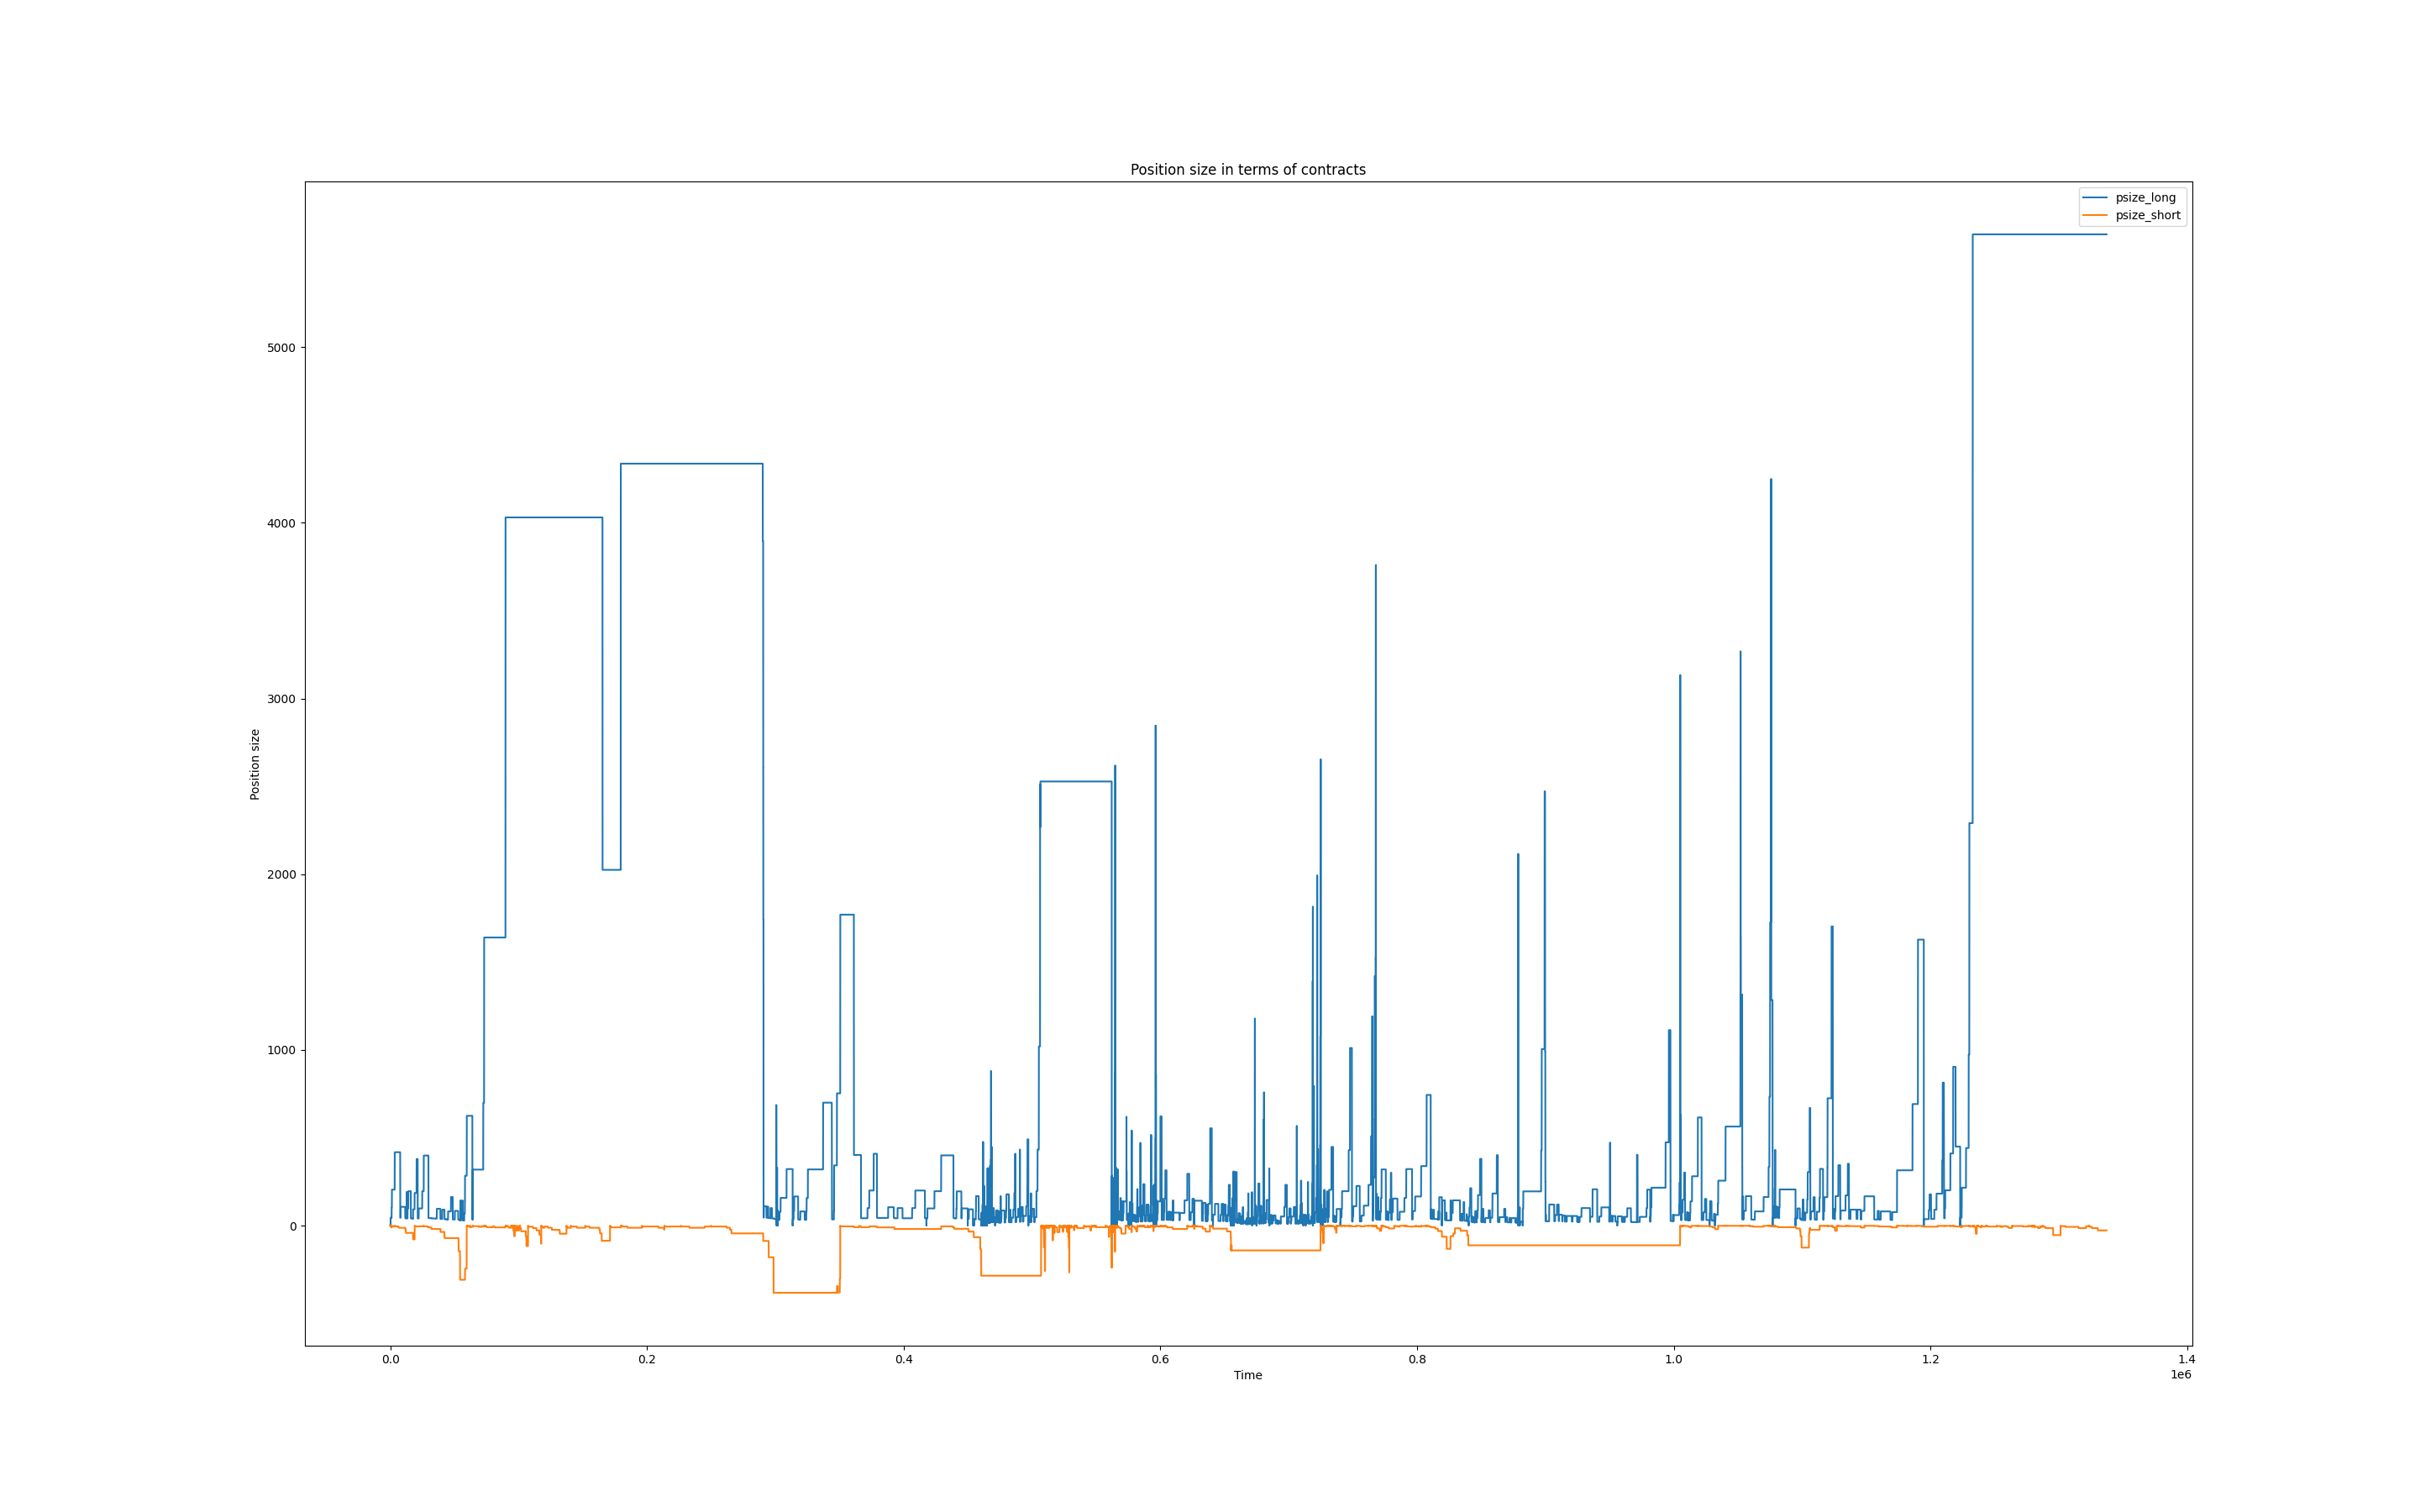 Position size in terms of contracts
psize_long
psize_short
Position size
5000
4000
3000
2000
1000
0
0.0 0.2 0.4 0.6 0.8 1.0 1.2 1.4
Time
1e6